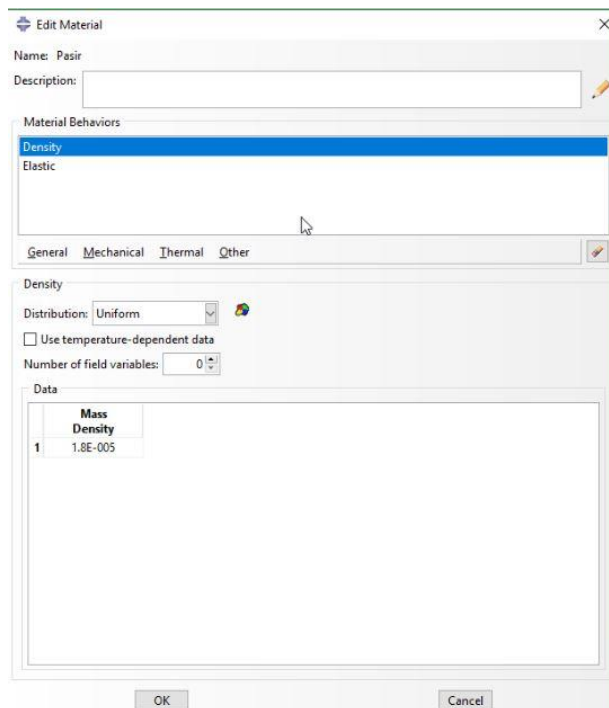 Edit Material
Name: Pasir
Description:
Material Behaviors
Density
Elastic
General Mechanical Thermal Other
Density
Distribution: Uniform
Use temperature-dependent data
Number of field variables: 0
Data
Mass
Density
1 1.8E-005
OK Cancel